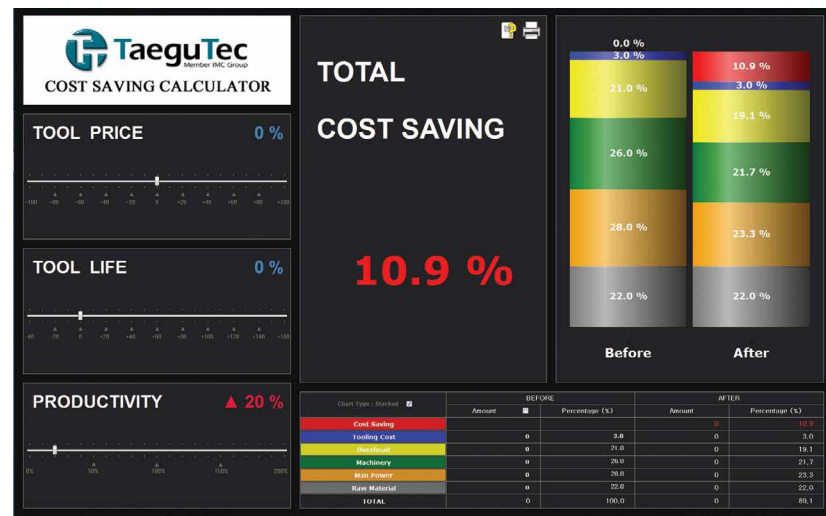 TaeguTec
Member IMC Group
COST SAVING CALCULATOR
TOOL PRICE 0 %
-100 -80 -60 -40 -20 0 +20 +40 +60 +80 +100
TOOL LIFE 0 %
-20 0 +20 +40 +60 +80 +100 +120 +140 +160
PRODUCTIVITY ▲ 20 %
0% 50% 100% 150% 200%
TOTAL
COST SAVING
10.9 %
0.0 %
3.0 %
21.0 %
26.0 %
28.0 %
22.0 %
Before
10.9 %
3.0 %
19.1 %
21.7 %
23.3 %
22.0 %
After
Chart Type : Stacked BEFORE AFTER
Amount Percentage (%) Amount Percentage (%)
Cost Saving 0 10.9
Tooling Cost 0 3.0 0 3,0
Overhead 0 21.0 0 19,1
Machinery 0 26.0 0 21,7
Man Power 0 28.0 0 23,3
Raw Material 0 22.0 0 22,0
TOTAL 0 100,0 0 89,1